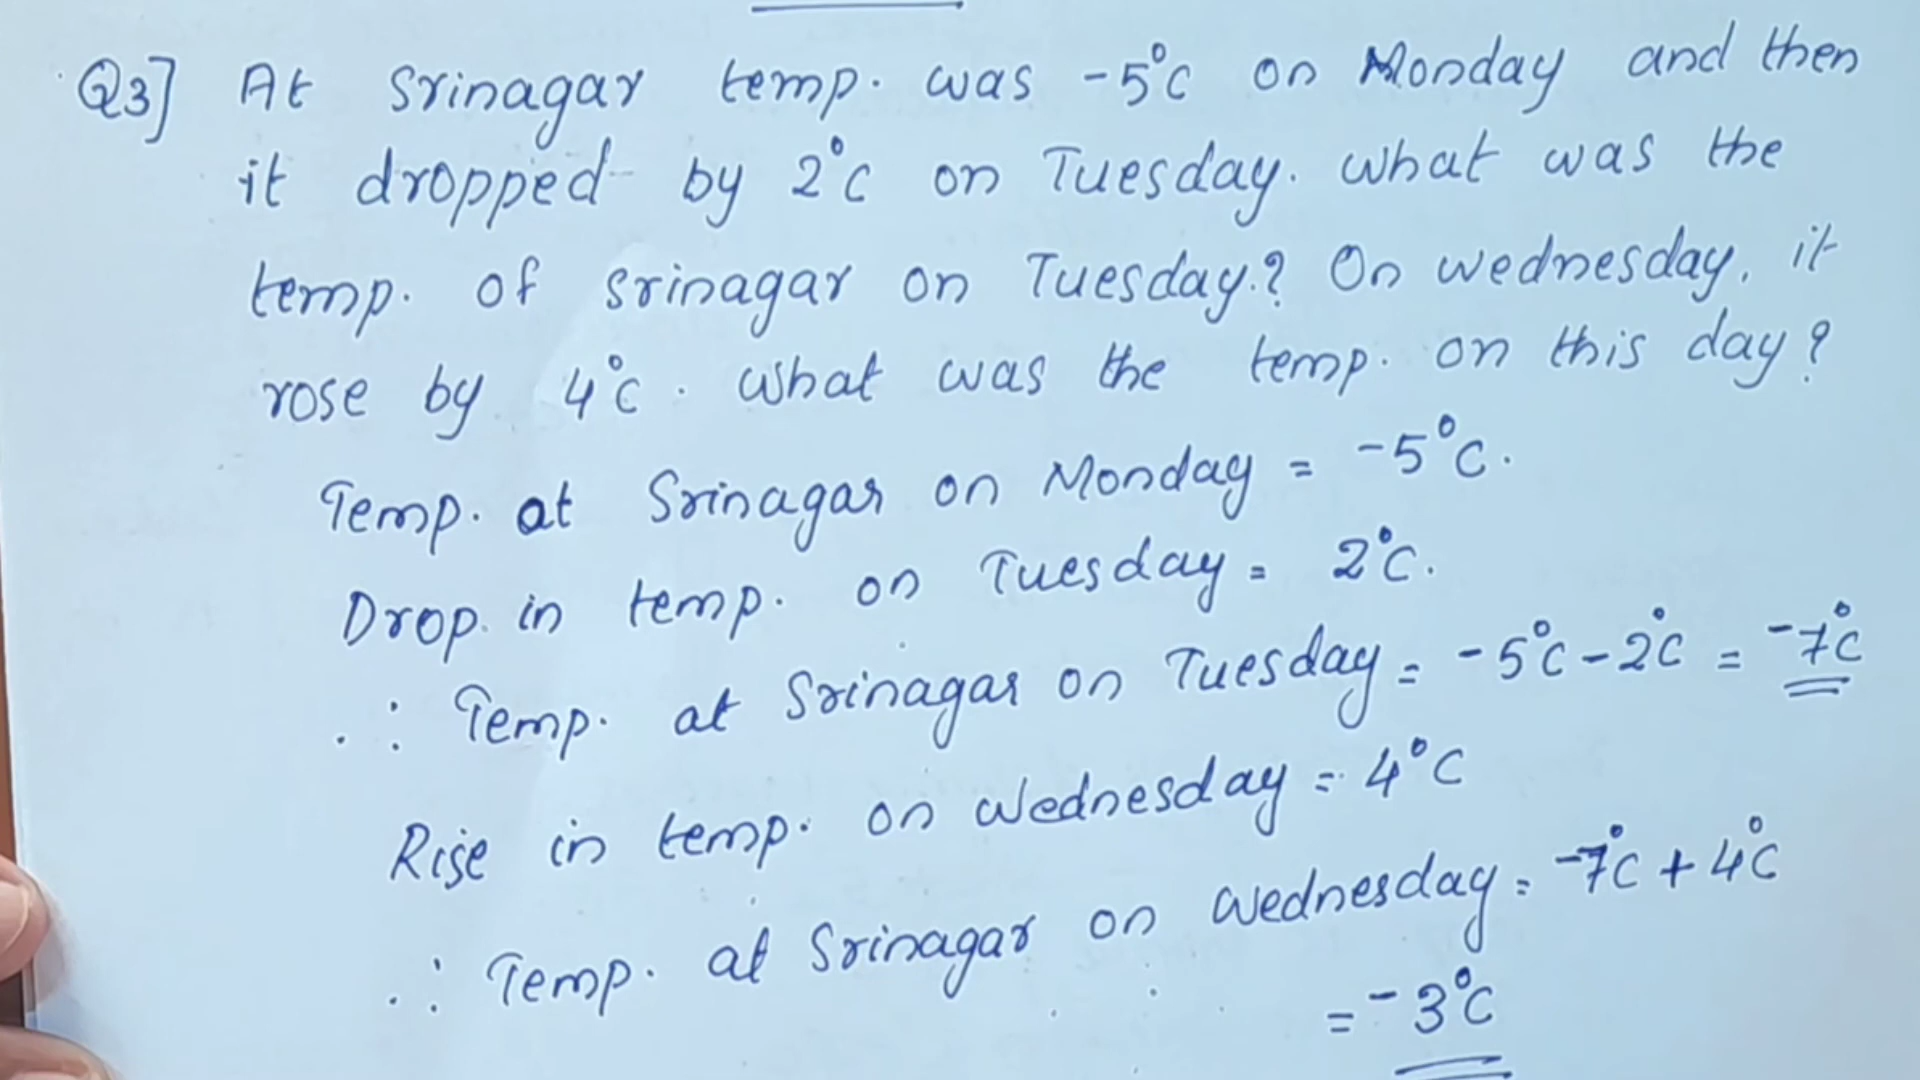 Q3] At Srinagar temp. was -5°C on Monday and then
it dropped by 2°C on Tuesday. What was the
temp. of srinagar on Tuesday.? On wednesday, it
rose by 4°C. What was the temp. on this day?
Temp. at Srinagar on Monday = -5°C.
Drop. in temp. on Tuesday = 2°C.
∴ Temp. at Srinagar on Tuesday = -5°C - 2°C = -7°C
Rise in temp. on Wednesday = 4°C
∴ Temp. at Srinagar on Wednesday = -7°C + 4°C
= -3°C